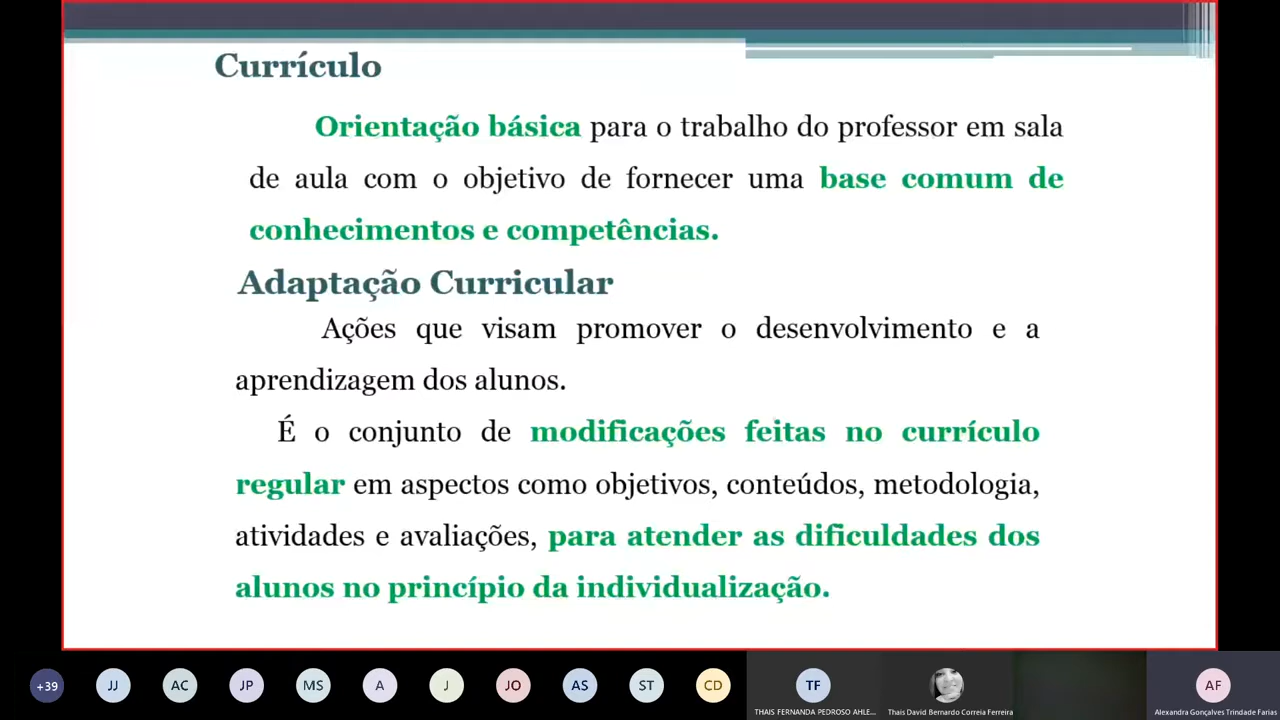 Currículo
Orientação básica para o trabalho do professor em sala
de aula com o objetivo de fornecer uma base comum de
conhecimentos e competências.
Adaptação Curricular
Ações que visam promover o desenvolvimento e a
aprendizagem dos alunos.
É o conjunto de modificações feitas no currículo
regular em aspectos como objetivos, conteúdos, metodologia,
atividades e avaliações, para atender as dificuldades dos
alunos no princípio da individualização.
+39 JJ AC JP MS A J JO AS ST CD TF AF
THAIS FERNANDA PEDROSO AHLE... Thais David Bernardo Correia Ferreira Alexandra Gonçalves Trindade Farias